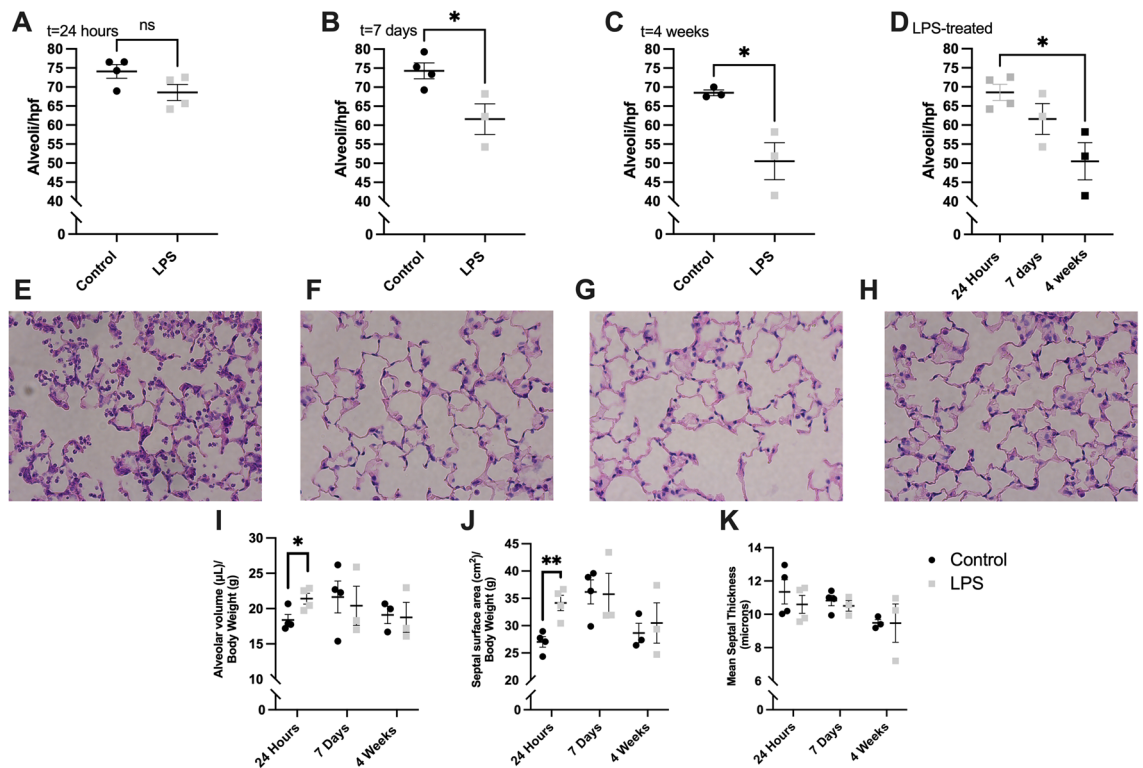 A
t=24 hours
ns
Alveoli/hpf
80
75
70
65
60
55
50
45
40
0
Control
LPS
B
t=7 days
*
Alveoli/hpf
80
75
70
65
60
55
50
45
40
0
Control
LPS
C
t=4 weeks
*
Alveoli/hpf
80
75
70
65
60
55
50
45
40
0
Control
LPS
D
LPS-treated
*
Alveoli/hpf
80
75
70
65
60
55
50
45
40
0
24 Hours
7 days
4 weeks
E
F
G
H
I
*
Alveolar volume (μL)/
Body Weight (g)
30
25
20
15
10
0
24 Hours
7 Days
4 Weeks
J
**
Septal surface area (cm²)/
Body Weight (g)
45
40
35
30
25
20
0
24 Hours
7 Days
4 Weeks
K
Mean Septal Thickness
(microns)
14
12
10
8
6
0
24 Hours
7 Days
4 Weeks
Control
LPS